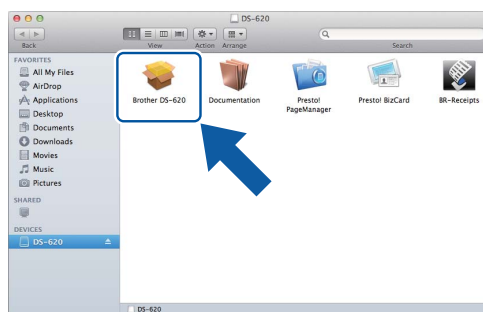 DS-620
Back
View
Action
Arrange
Search
FAVORITES
All My Files
AirDrop
Applications
Desktop
Documents
Downloads
Movies
Music
Pictures
SHARED
DEVICES
DS-620
Brother DS-620
Documentation
Presto!
PageManager
Presto! BizCard
BR-Receipts
DS-620